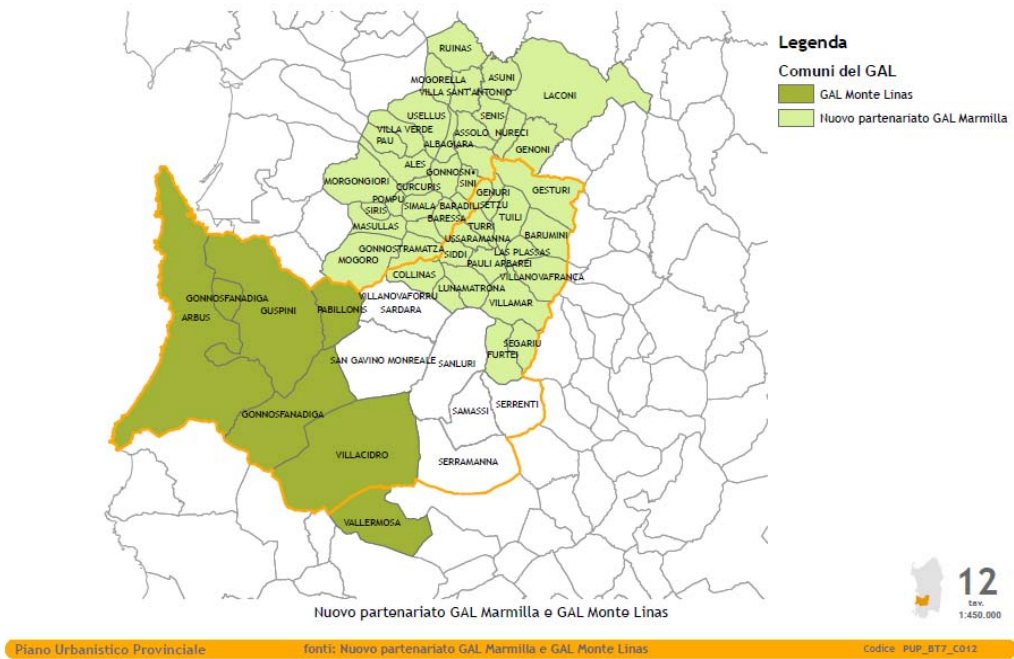 Legenda
Comuni del GAL
GAL Monte Linas
Nuovo partenariato GAL Marmilla
RUINAS
MOGORELLA
ASUNI
VILLA SANT'ANTONIO
LACONI
USELLUS
SENIS
VILLA VERDE
ASSOLO
NURECI
PAU
ALBAGIARA
GENONI
ALES
GONNOSN
MORGONGIORI
CURCURIS
SINI
GENURI
GESTURI
POMPU
SIMALA
BARADILI
SETZU
SIRIS
BARESSA
TUILI
MASULLAS
TURRI
USSARAMANNA
BARUMINI
GONNOSTRAMATZA
SIDDI
LAS PLASSAS
MOGORO
PAULI ARBAREI
COLLINAS
VILLANOVAFRANCA
LUNAMATRONA
GONNOSFANADIGA
VILLANOVAFORRU
VILLAMAR
ARBUS
GUSPINI
PABILLONIS
SARDARA
SEGARIU
SAN GAVINO MONREALE
SANLURI
FURTEI
GONNOSFANADIGA
SAMASSI
SERRENTI
VILLACIDRO
SERRAMANNA
VALLERMOSA
12
tav.
1:450.000
Nuovo partenariato GAL Marmilla e GAL Monte Linas
Piano Urbanistico Provinciale
fonti: Nuovo partenariato GAL Marmilla e GAL Monte Linas
Codice PUP_BT7_C012